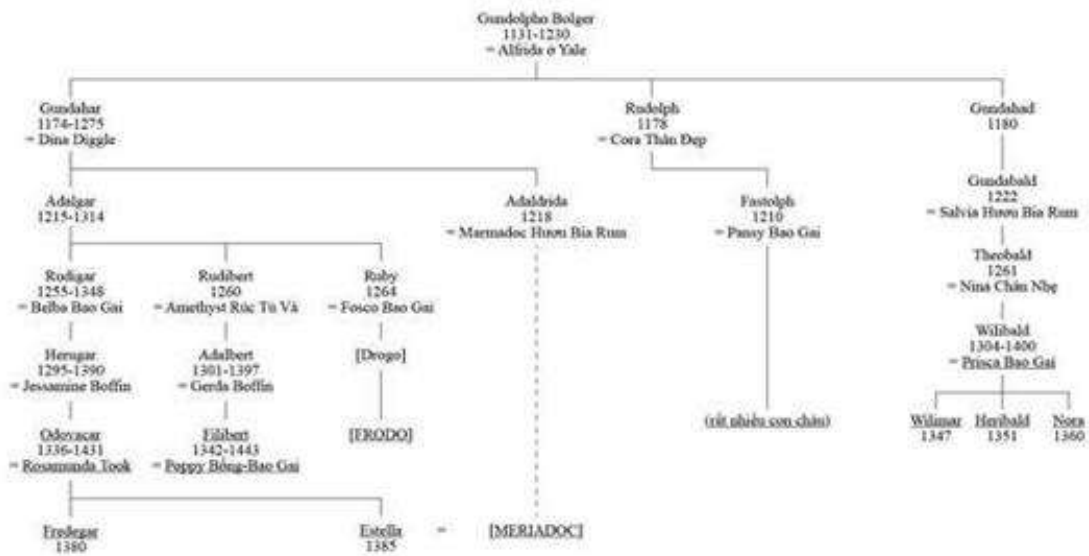 Gundolpho Bolger
1131-1230
= Alfrida ở Yale
Gundahar
1174-1275
= Dina Diggle
Rudolph
1178
= Cora Thân Đẹp
Gundahad
1180
Adalgar
1215-1314
Adaldrida
1218
= Marmadoc Hươu Bia Rum
Fastolph
1210
= Pansy Bao Gai
Gundabald
1222
= Salvia Hươu Bia Rum
Rudigar
1255-1348
= Belba Bao Gai
Rudibert
1260
= Amethyst Rúc Tù Và
Ruby
1264
= Fosco Bao Gai
Theobald
1261
= Nina Chân Nhẹ
Herugar
1295-1390
= Jessamine Boffin
Adalbert
1301-1397
= Gerda Boffin
[Drogo]
Wilibald
1304-1400
= Prisca Bao Gai
Odovacar
1336-1431
= Rosamunda Took
Filibert
1342-1443
= Poppy Bông-Bao Gai
[FRODO]
(rất nhiều con cháu)
Wilimar
1347
Heribald
1351
Nora
1360
Fredegar
1380
Estella = [MERIADOC]
1385